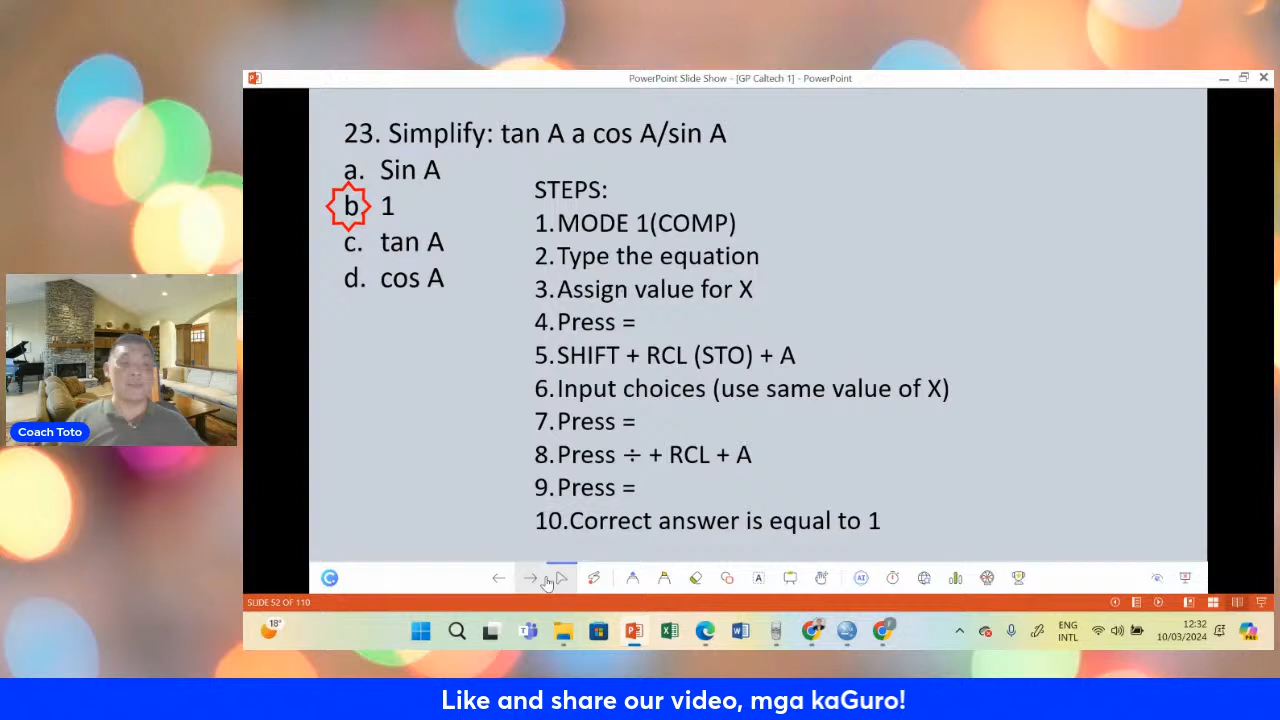 PowerPoint Slide Show - [GP Caltech 1] - PowerPoint
23. Simplify: tan A a cos A/sin A
a. Sin A
b 1
c. tan A
d. cos A
STEPS:
1.MODE 1(COMP)
2.Type the equation
3.Assign value for X
4.Press =
5.SHIFT + RCL (STO) + A
6.Input choices (use same value of X)
7.Press =
8.Press ÷ + RCL + A
9.Press =
10.Correct answer is equal to 1
Coach Toto
A
AI
SLIDE 52 OF 110
18°
ENG
INTL
12:32
10/03/2024
Like and share our video, mga kaGuro!